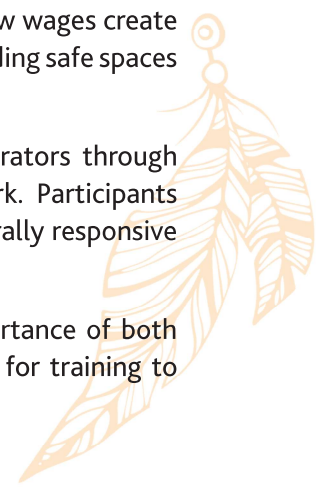 w wages create
ding safe spaces
rators through
rk. Participants
rally responsive
rtance of both
for training to